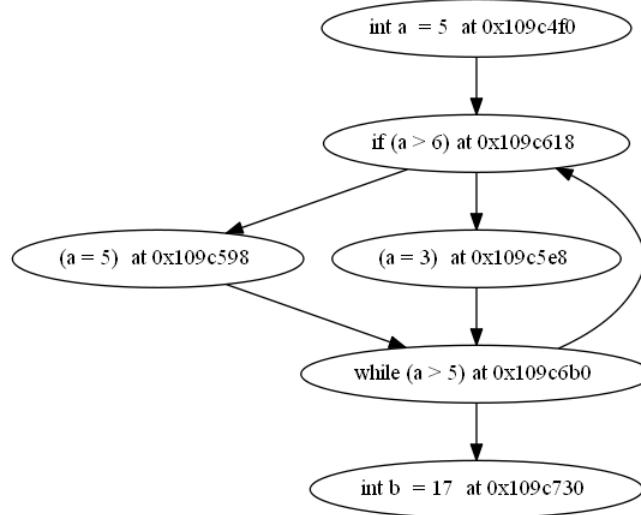 int a = 5 at 0x109c4f0
if (a > 6) at 0x109c618
(a = 5) at 0x109c598
(a = 3) at 0x109c5e8
while (a > 5) at 0x109c6b0
int b = 17 at 0x109c730